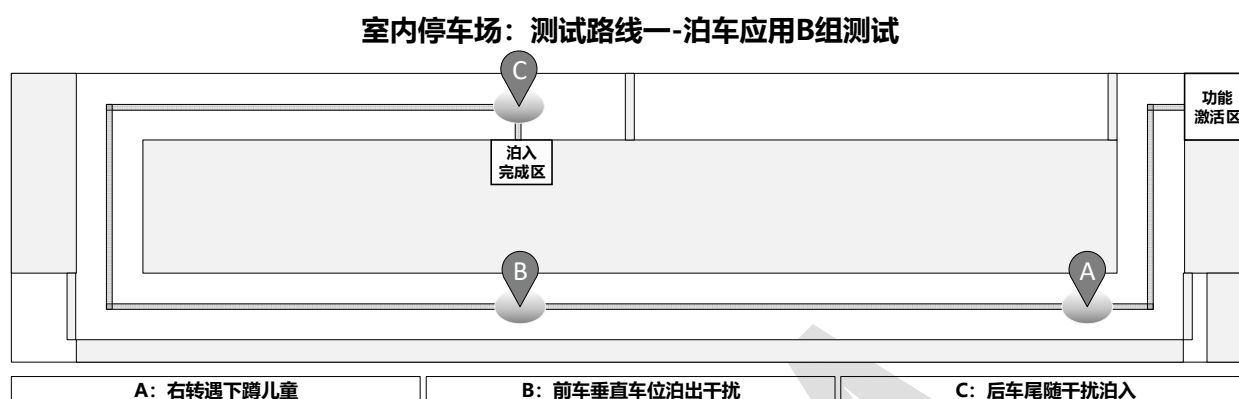 室内停车场：测试路线一-泊车应用B组测试
C
功能
激活区
泊入
完成区
B
A
A：右转遇下蹲儿童
B：前车垂直车位泊出干扰
C：后车尾随干扰泊入